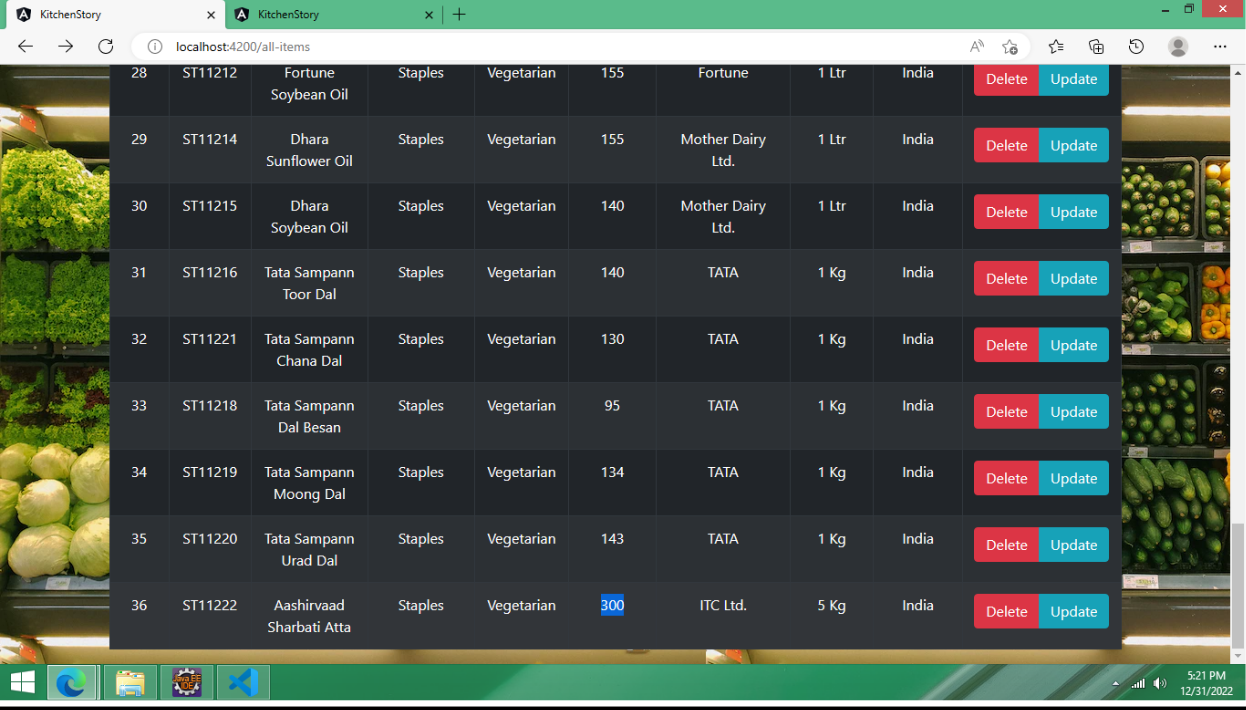 KitchenStory
KitchenStory
localhost:4200/all-items
28 ST11212 Fortune Staples Vegetarian 155 Fortune 1 Ltr India Delete Update
Soybean Oil
29 ST11214 Dhara Staples Vegetarian 155 Mother Dairy 1 Ltr India Delete Update
Sunflower Oil Ltd.
30 ST11215 Dhara Staples Vegetarian 140 Mother Dairy 1 Ltr India Delete Update
Soybean Oil Ltd.
31 ST11216 Tata Sampann Staples Vegetarian 140 TATA 1 Kg India Delete Update
Toor Dal
32 ST11221 Tata Sampann Staples Vegetarian 130 TATA 1 Kg India Delete Update
Chana Dal
33 ST11218 Tata Sampann Staples Vegetarian 95 TATA 1 Kg India Delete Update
Dal Besan
34 ST11219 Tata Sampann Staples Vegetarian 134 TATA 1 Kg India Delete Update
Moong Dal
35 ST11220 Tata Sampann Staples Vegetarian 143 TATA 1 Kg India Delete Update
Urad Dal
36 ST11222 Aashirvaad Staples Vegetarian 300 ITC Ltd. 5 Kg India Delete Update
Sharbati Atta
Java EE
IDE
5:21 PM
12/31/2022